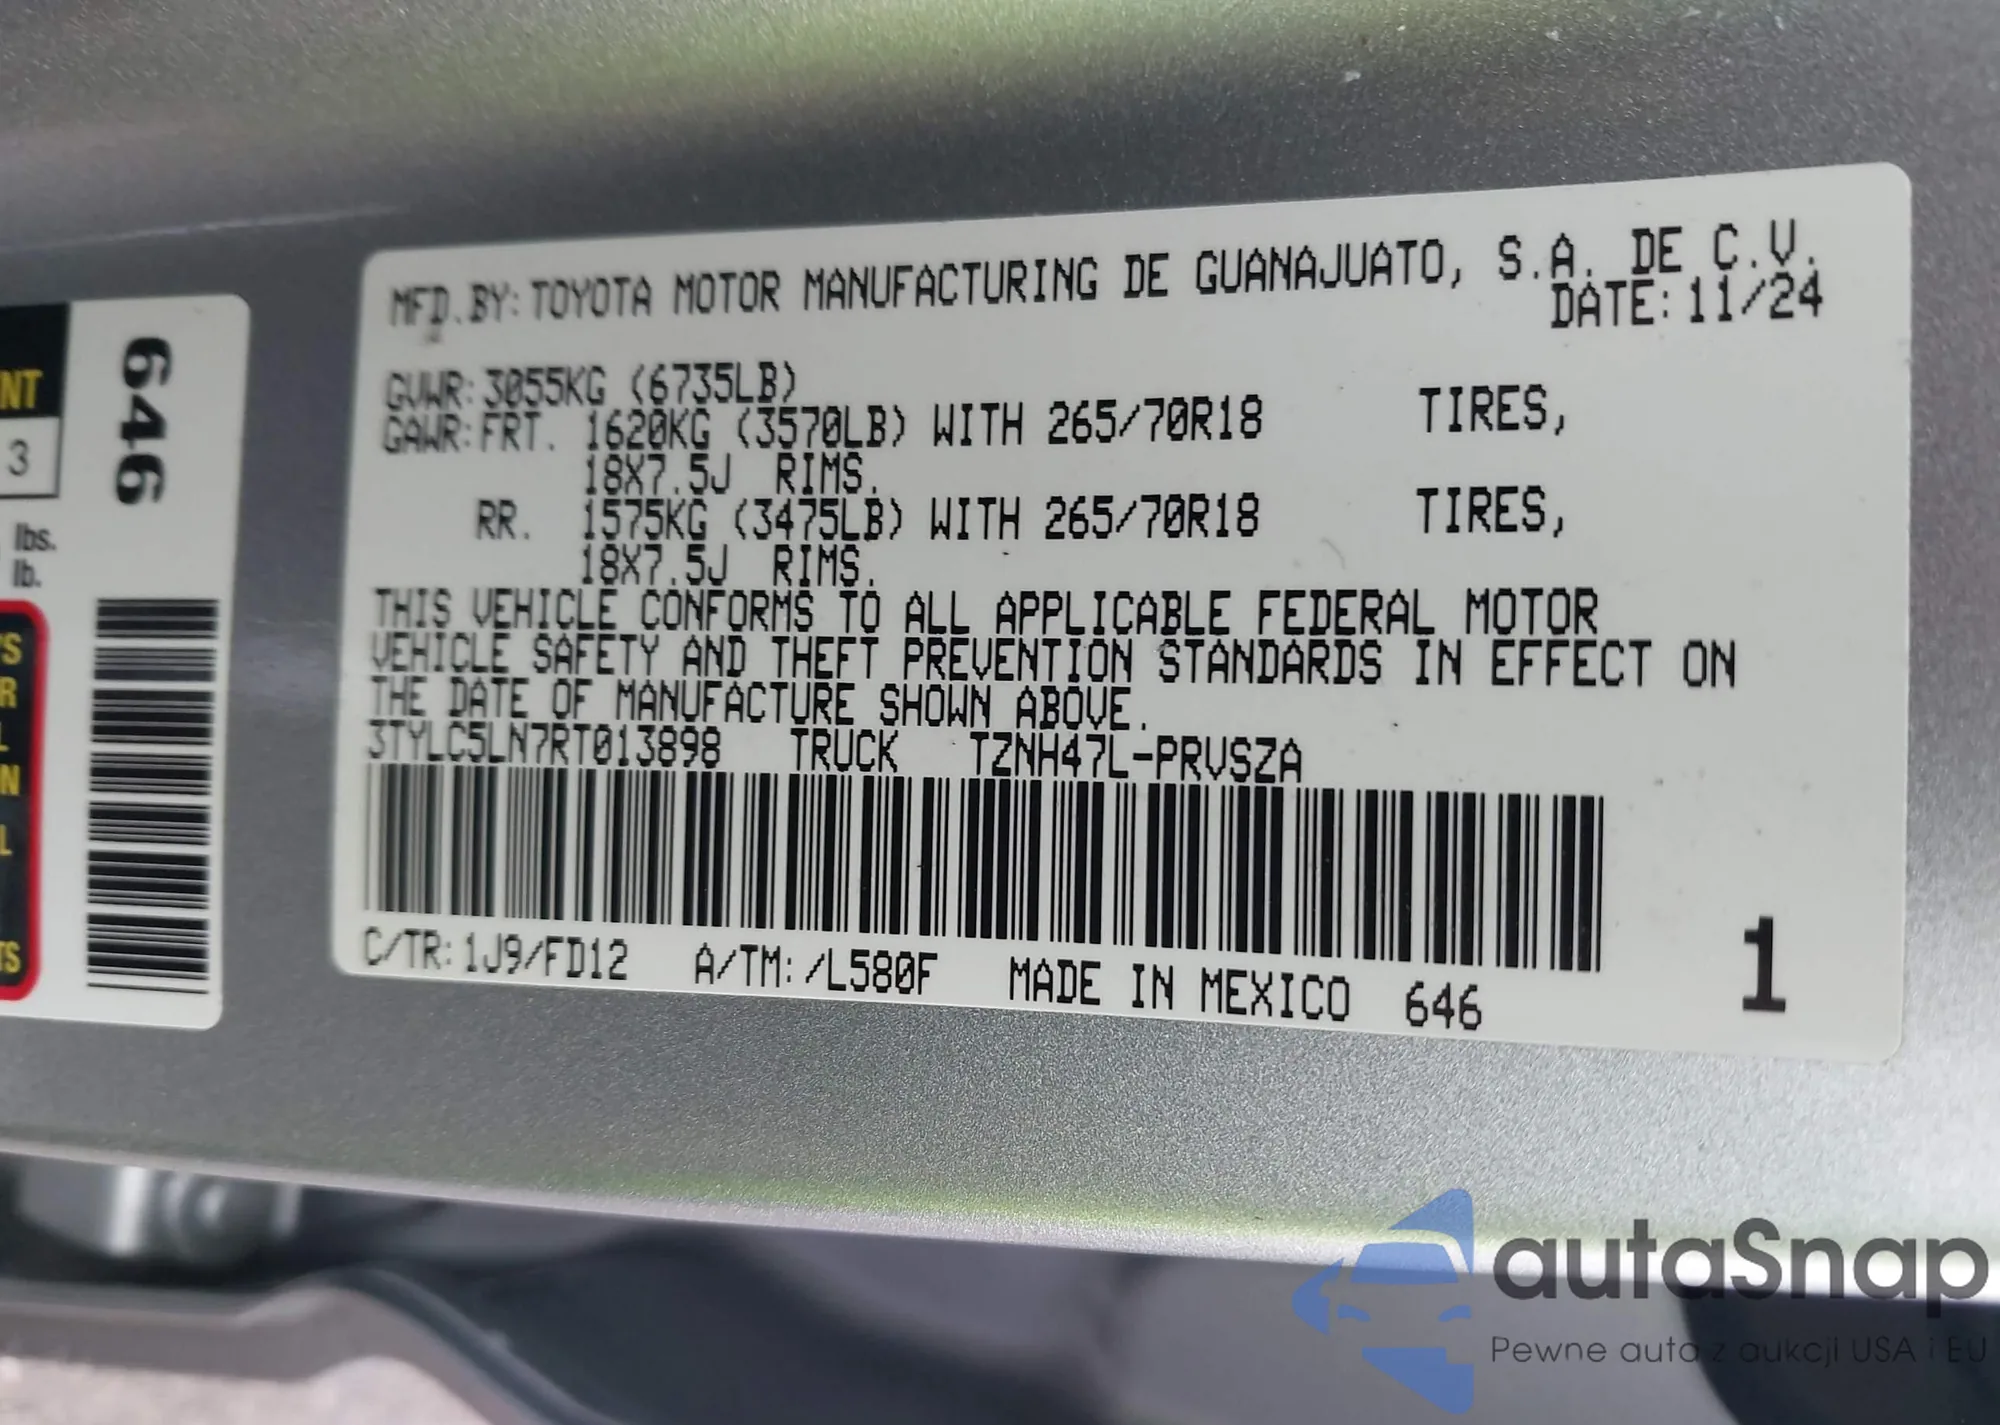 NT
3
lbs.
lb.
646
MFD.BY:TOYOTA MOTOR MANUFACTURING DE GUANAJUATO, S.A. DE C.V.
DATE:11/24
GVWR:3055KG (6735LB)
GAWR:FRT. 1620KG (3570LB) WITH 265/70R18 TIRES,
18X7.5J RIMS.
RR. 1575KG (3475LB) WITH 265/70R18 TIRES,
18X7.5J RIMS.
THIS VEHICLE CONFORMS TO ALL APPLICABLE FEDERAL MOTOR
VEHICLE SAFETY AND THEFT PREVENTION STANDARDS IN EFFECT ON
THE DATE OF MANUFACTURE SHOWN ABOVE.
3TYLC5LN7RT013898 TRUCK TZNH47L-PRVSZA
C/TR:1J9/FD12 A/TM:/L580F MADE IN MEXICO 646
1
autaSnap
Pewne auta z aukcji USA i EU